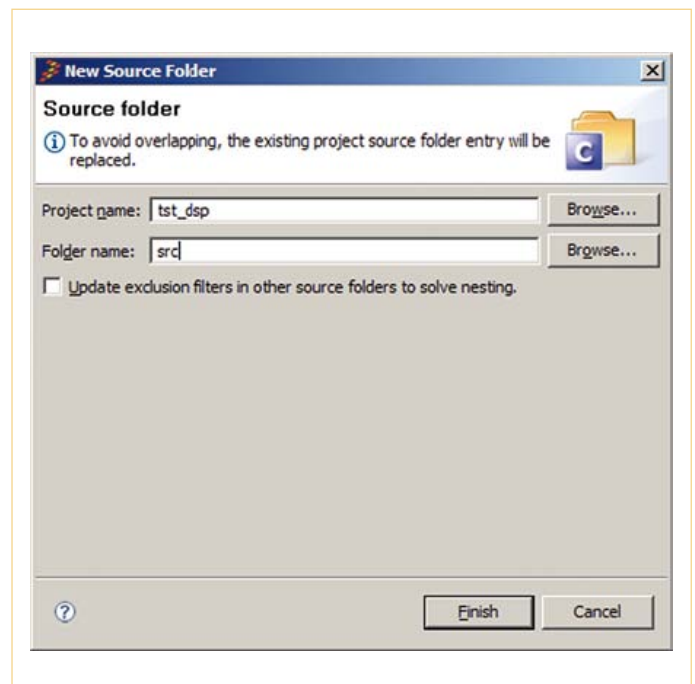 New Source Folder
Source folder
To avoid overlapping, the existing project source folder entry will be
replaced.
C
Project name: tst_dsp Browse...
Folder name: src Browse...
Update exclusion filters in other source folders to solve nesting.
? Finish Cancel